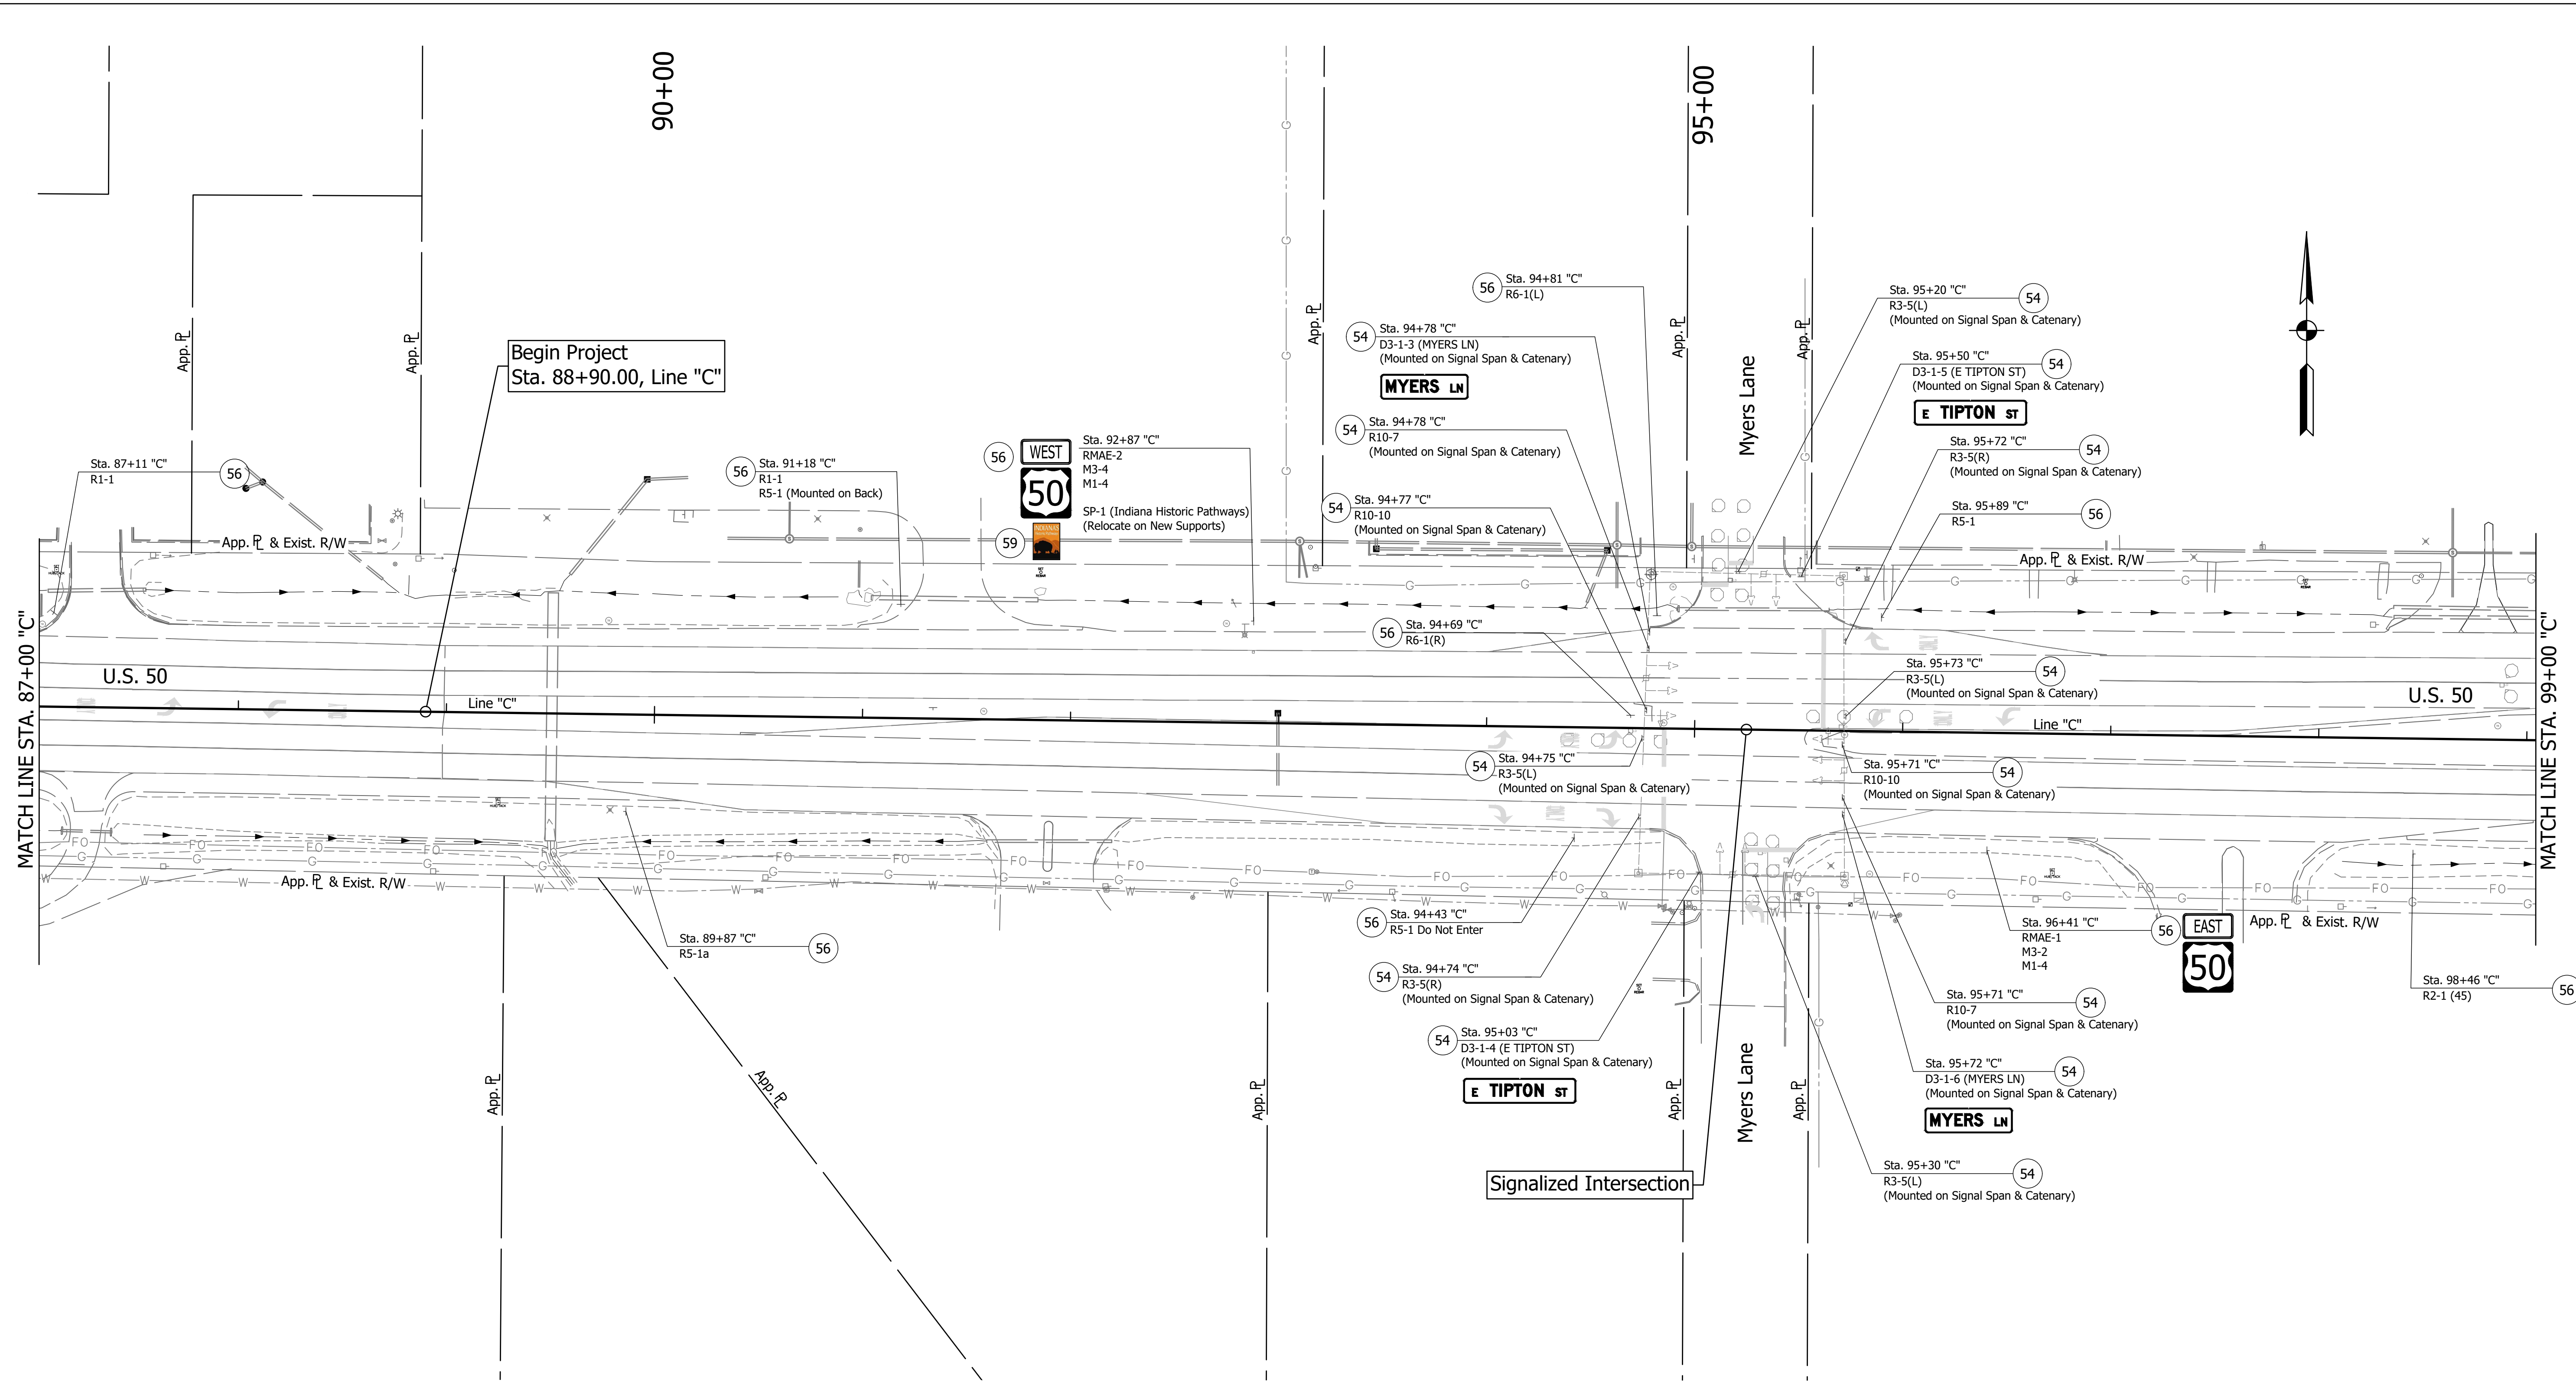 90+00
95+00
Sta. 94+81 "C"
56
R6-1(L)
Sta. 95+20 "C"
54
R3-5(L)
(Mounted on Signal Span & Catenary)
54
Sta. 94+78 "C"
D3-1-3 (MYERS LN)
(Mounted on Signal Span & Catenary)
MYERS LN
Begin Project
Sta. 88+90.00, Line "C"
App. PL
App. PL
App. PL
App. PL
App. PL
Myers Lane
Sta. 95+50 "C"
54
D3-1-5 (E TIPTON ST)
(Mounted on Signal Span & Catenary)
E TIPTON ST
54
Sta. 94+78 "C"
R10-7
(Mounted on Signal Span & Catenary)
Sta. 95+72 "C"
54
R3-5(R)
(Mounted on Signal Span & Catenary)
Sta. 87+11 "C"
56
R1-1
56
Sta. 91+18 "C"
R1-1
R5-1 (Mounted on Back)
56
WEST
50
Sta. 92+87 "C"
RMAE-2
M3-4
M1-4
SP-1 (Indiana Historic Pathways)
(Relocate on New Supports)
59
54
Sta. 94+77 "C"
R10-10
(Mounted on Signal Span & Catenary)
Sta. 95+89 "C"
56
R5-1
App. PL & Exist. R/W
App. PL & Exist. R/W
56
Sta. 94+69 "C"
R6-1(R)
Sta. 95+73 "C"
54
R3-5(L)
(Mounted on Signal Span & Catenary)
MATCH LINE STA. 87+00 "C"
U.S. 50
Line "C"
Line "C"
U.S. 50
MATCH LINE STA. 99+00 "C"
54
Sta. 94+75 "C"
R3-5(L)
(Mounted on Signal Span & Catenary)
Sta. 95+71 "C"
54
R10-10
(Mounted on Signal Span & Catenary)
App. PL & Exist. R/W
App. PL & Exist. R/W
Sta. 89+87 "C"
56
R5-1a
56
Sta. 94+43 "C"
R5-1 Do Not Enter
Sta. 96+41 "C"
RMAE-1
M3-2
M1-4
56
EAST
50
54
Sta. 94+74 "C"
R3-5(R)
(Mounted on Signal Span & Catenary)
Sta. 95+71 "C"
54
R10-7
(Mounted on Signal Span & Catenary)
Sta. 98+46 "C"
56
R2-1 (45)
54
Sta. 95+03 "C"
D3-1-4 (E TIPTON ST)
(Mounted on Signal Span & Catenary)
E TIPTON ST
Sta. 95+72 "C"
54
D3-1-6 (MYERS LN)
(Mounted on Signal Span & Catenary)
MYERS LN
App. PL
App. PL
App. PL
App. PL
Myers Lane
App. PL
Signalized Intersection
Sta. 95+30 "C"
54
R3-5(L)
(Mounted on Signal Span & Catenary)